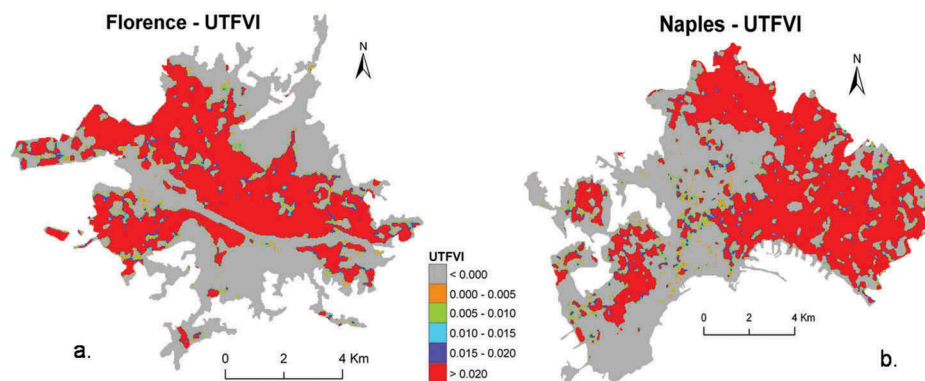 Florence - UTFVI
Naples - UTFVI
N
N
UTFVI
< 0.000
0.000 - 0.005
0.005 - 0.010
0.010 - 0.015
0.015 - 0.020
> 0.020
a.
0 2 4 Km
0 2 4 Km
b.